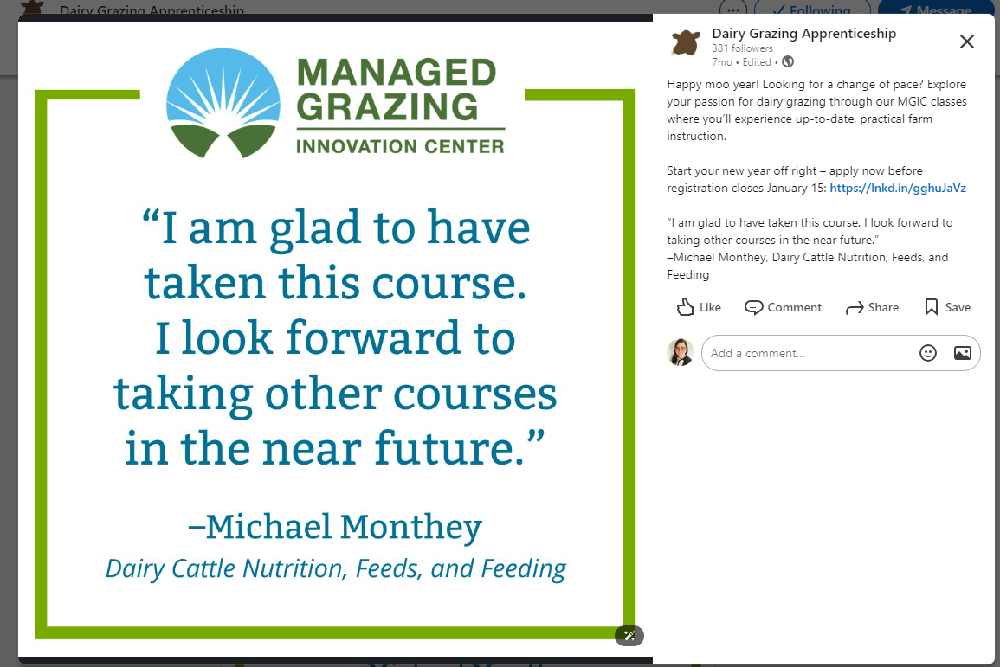 Dairy Grazing Apprenticeship
Following
Message
MANAGED
GRAZING
INNOVATION CENTER
“I am glad to have
taken this course.
I look forward to
taking other courses
in the near future.”
–Michael Monthey
Dairy Cattle Nutrition, Feeds, and Feeding
Dairy Grazing Apprenticeship
381 followers
7mo • Edited •
Happy moo year! Looking for a change of pace? Explore
your passion for dairy grazing through our MGIC classes
where you’ll experience up-to-date, practical farm
instruction.
Start your new year off right – apply now before
registration closes January 15: https://lnkd.in/gghuJaVz
“I am glad to have taken this course. I look forward to
taking other courses in the near future.”
–Michael Monthey, Dairy Cattle Nutrition, Feeds, and
Feeding
Like
Comment
Share
Save
Add a comment...